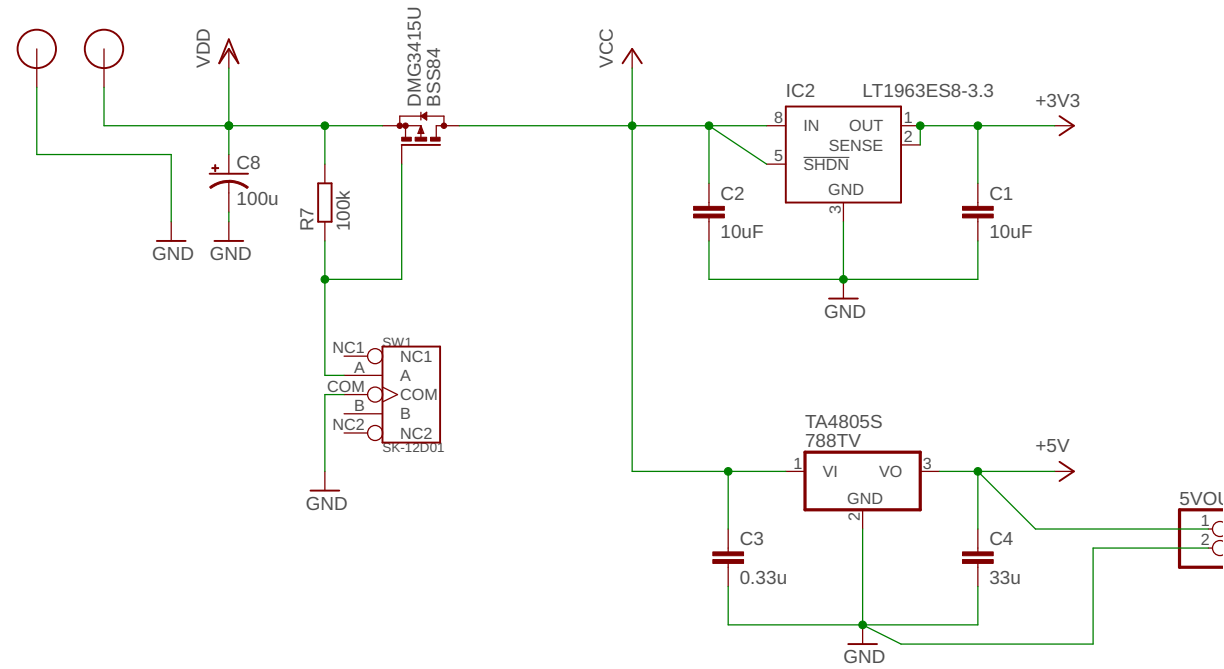 VDD
DMG3415U
BSS84
VCC
IC2
LT1963ES8-3.3
+3V3
8
IN
OUT
1
SENSE
2
5
SHDN
GND
3
C8
100u
R7
100k
C2
10uF
C1
10uF
GND
GND
GND
SW1
NC1
NC1
A
A
COM
COM
B
B
NC2
NC2
SK-12D01
GND
TA4805S
788TV
+5V
1
VI
VO
3
GND
2
C3
0.33u
C4
33u
5VOU
1
2
GND